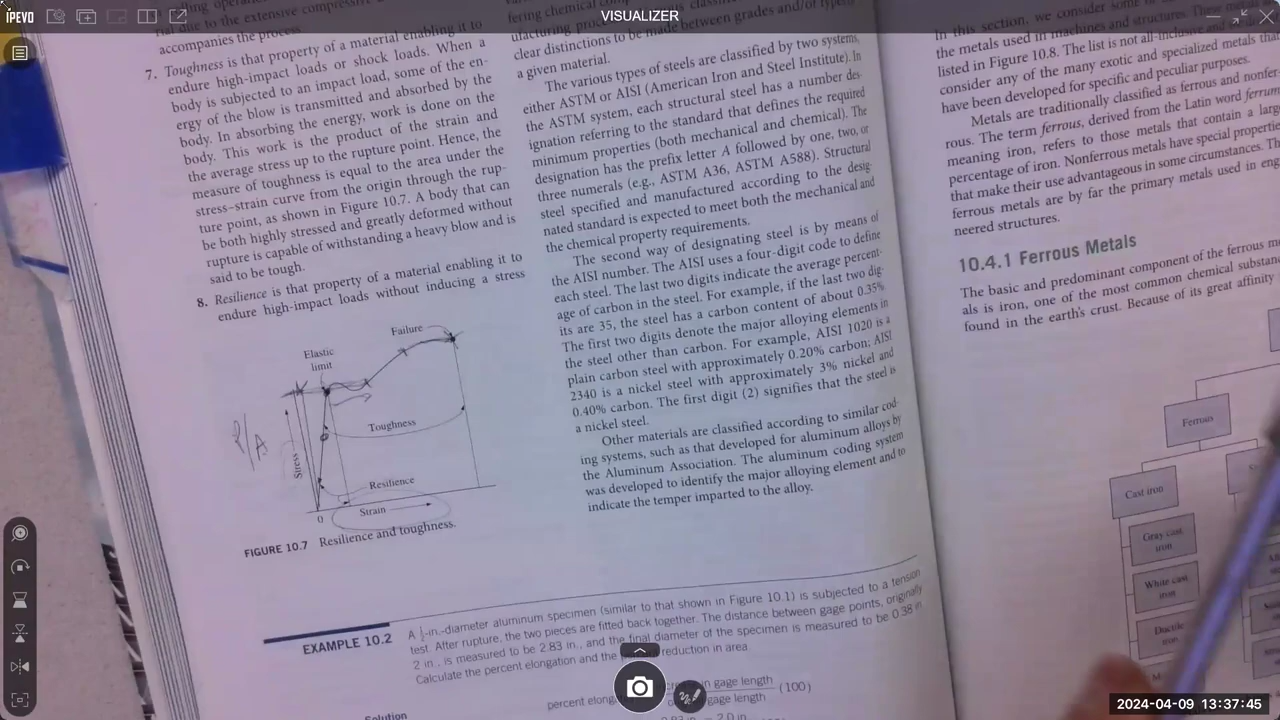 IPEVO
VISUALIZER
accompanies the process.
7. Toughness is that property of a material enabling it to
endure high-impact loads or shock loads. When a
body is subjected to an impact load, some of the en-
ergy of the blow is transmitted and absorbed by the
body. In absorbing the energy, work is done on the
body. This work is the product of the strain and
the average stress up to the rupture point. Hence, the
measure of toughness is equal to the area under the
stress–strain curve from the origin through the rup-
ture point, as shown in Figure 10.7. A body that can
be both highly stressed and greatly deformed without
rupture is capable of withstanding a heavy blow and is
said to be tough.
8. Resilience is that property of a material enabling it to
endure high-impact loads without inducing a stress
Failure
Elastic
limit
Toughness
Stress
Resilience
0
Strain
FIGURE 10.7 Resilience and toughness.
clear distinctions to be made between grades and/or types
a given material.
The various types of steels are classified by two systems,
either ASTM or AISI (American Iron and Steel Institute). In
the ASTM system, each structural steel has a number des-
ignation referring to the standard that defines the required
minimum properties (both mechanical and chemical). The
designation has the prefix letter A followed by one, two, or
three numerals (e.g., ASTM A36, ASTM A588). Structural
steel specified and manufactured according to the desig-
nated standard is expected to meet both the mechanical and
the chemical property requirements.
The second way of designating steel is by means of
the AISI number. The AISI uses a four-digit code to define
each steel. The last two digits indicate the average percent-
age of carbon in the steel. For example, if the last two dig-
its are 35, the steel has a carbon content of about 0.35%
The first two digits denote the major alloying elements in
the steel other than carbon. For example, AISI 1020 is a
plain carbon steel with approximately 0.20% carbon; AISI
2340 is a nickel steel with approximately 3% nickel and
0.40% carbon. The first digit (2) signifies that the steel is
a nickel steel.
Other materials are classified according to similar cod-
ing systems, such as that developed for aluminum alloys by
the Aluminum Association. The aluminum coding system
was developed to identify the major alloying element and to
indicate the temper imparted to the alloy.
EXAMPLE 10.2
A ½-in.-diameter aluminum specimen (similar to that shown in Figure 10.1) is subjected to a tension
test. After rupture, the two pieces are fitted back together. The distance between gage points, originally
2 in., is measured to be 2.83 in., and the final diameter of the specimen is measured to be 0.38 in.
Calculate the percent elongation and the reduction in area.
Solution
in gage length
gage length
(100)
In this section, we consider some
the metals used in machines and structures. These
listed in Figure 10.8. The list is not all-inclusive
consider any of the many exotic and specialized metals
have been developed for specific and peculiar purposes.
Metals are traditionally classified as ferrous and nonfer-
rous. The term ferrous, derived from the Latin word ferrum
meaning iron, refers to those metals that contain a large
percentage of iron. Nonferrous metals have special properties
that make their use advantageous in some circumstances.
ferrous metals are by far the primary metals used in
neered structures.
10.4.1 Ferrous Metals
The basic and predominant component of the ferrous
als is iron, one of the most common chemical
found in the earth's crust. Because of its great affinity
Ferrous
Cast iron
Gray cast
iron
White cast
iron
Ductile
iron
2024-04-09 13:37:45